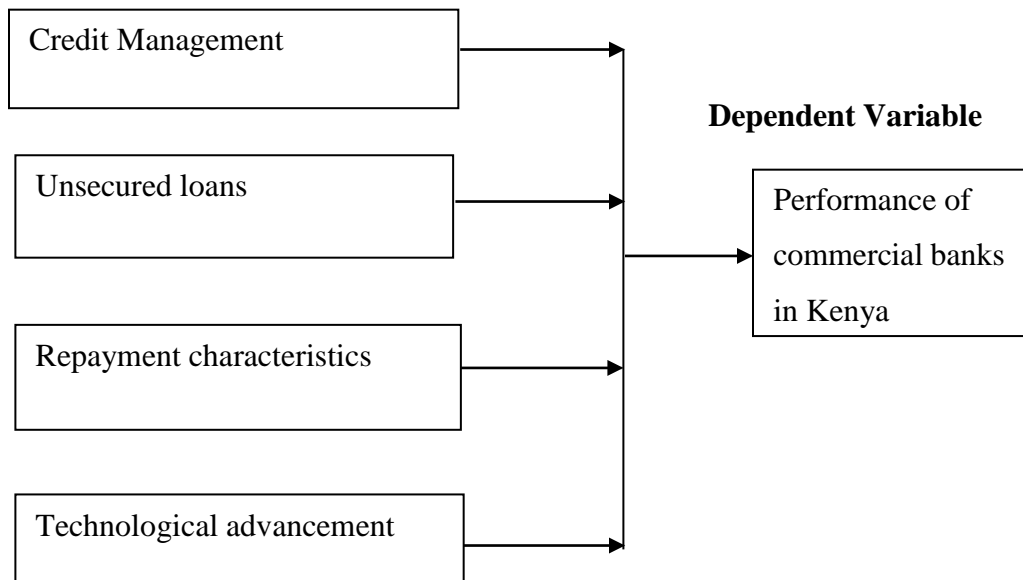 Credit Management
Unsecured loans
Repayment characteristics
Technological advancement
Dependent Variable
Performance of
commercial banks
in Kenya